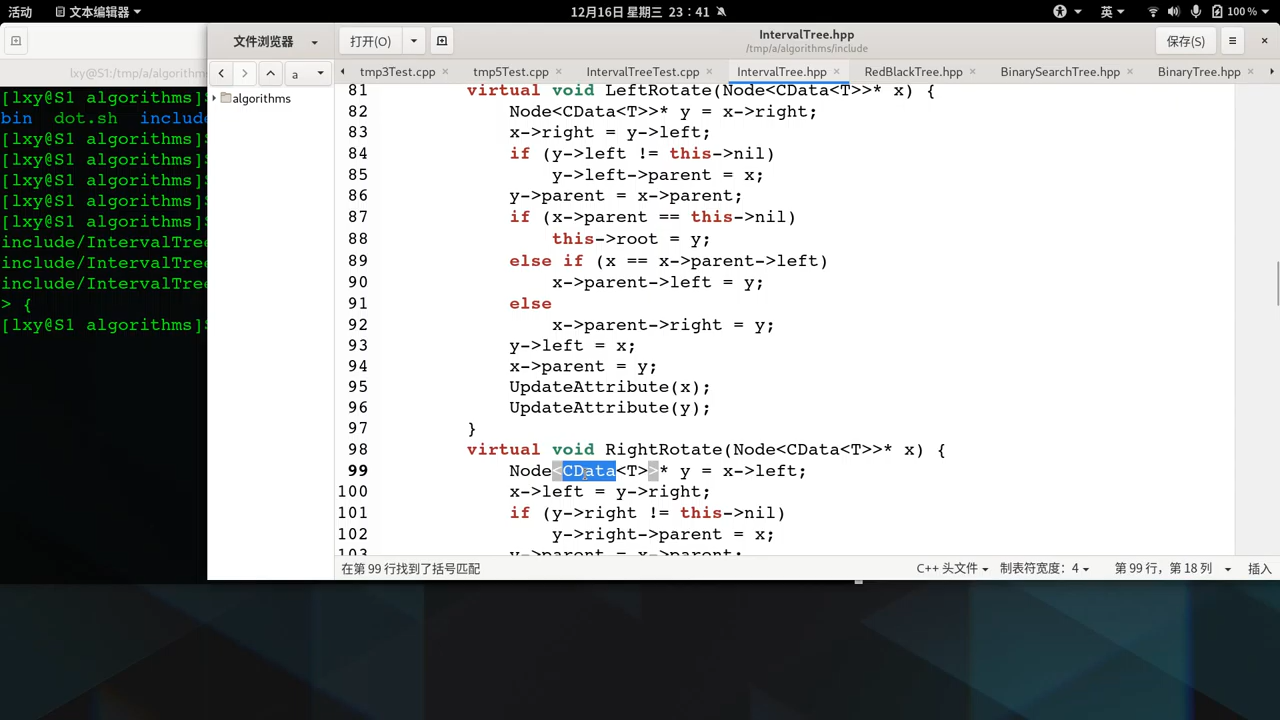 活动 文本编辑器 12月16日 星期三 23：41 英 100 %
IntervalTree.hpp
/tmp/a/algorithms/include
文件浏览器 打开(O) 保存(S)
lxy@S1:/tmp/a/algorithms
a
tmp3Test.cpp tmp5Test.cpp IntervalTreeTest.cpp IntervalTree.hpp RedBlackTree.hpp BinarySearchTree.hpp BinaryTree.hpp
algorithms
[lxy@S1 algorithms]$
bin dot.sh include
[lxy@S1 algorithms]$
[lxy@S1 algorithms]$
[lxy@S1 algorithms]$
[lxy@S1 algorithms]$
[lxy@S1 algorithms]$
include/IntervalTree
include/IntervalTree
include/IntervalTree
> {
[lxy@S1 algorithms]$
81 virtual void LeftRotate(Node<CData<T>>* x) {
82 Node<CData<T>>* y = x->right;
83 x->right = y->left;
84 if (y->left != this->nil)
85 y->left->parent = x;
86 y->parent = x->parent;
87 if (x->parent == this->nil)
88 this->root = y;
89 else if (x == x->parent->left)
90 x->parent->left = y;
91 else
92 x->parent->right = y;
93 y->left = x;
94 x->parent = y;
95 UpdateAttribute(x);
96 UpdateAttribute(y);
97 }
98 virtual void RightRotate(Node<CData<T>>* x) {
99 Node<CData<T>>* y = x->left;
100 x->left = y->right;
101 if (y->right != this->nil)
102 y->right->parent = x;
103 y->parent = x->parent;
在第 99 行找到了括号匹配 C++ 头文件 制表符宽度：4 第 99 行，第 18 列 插入